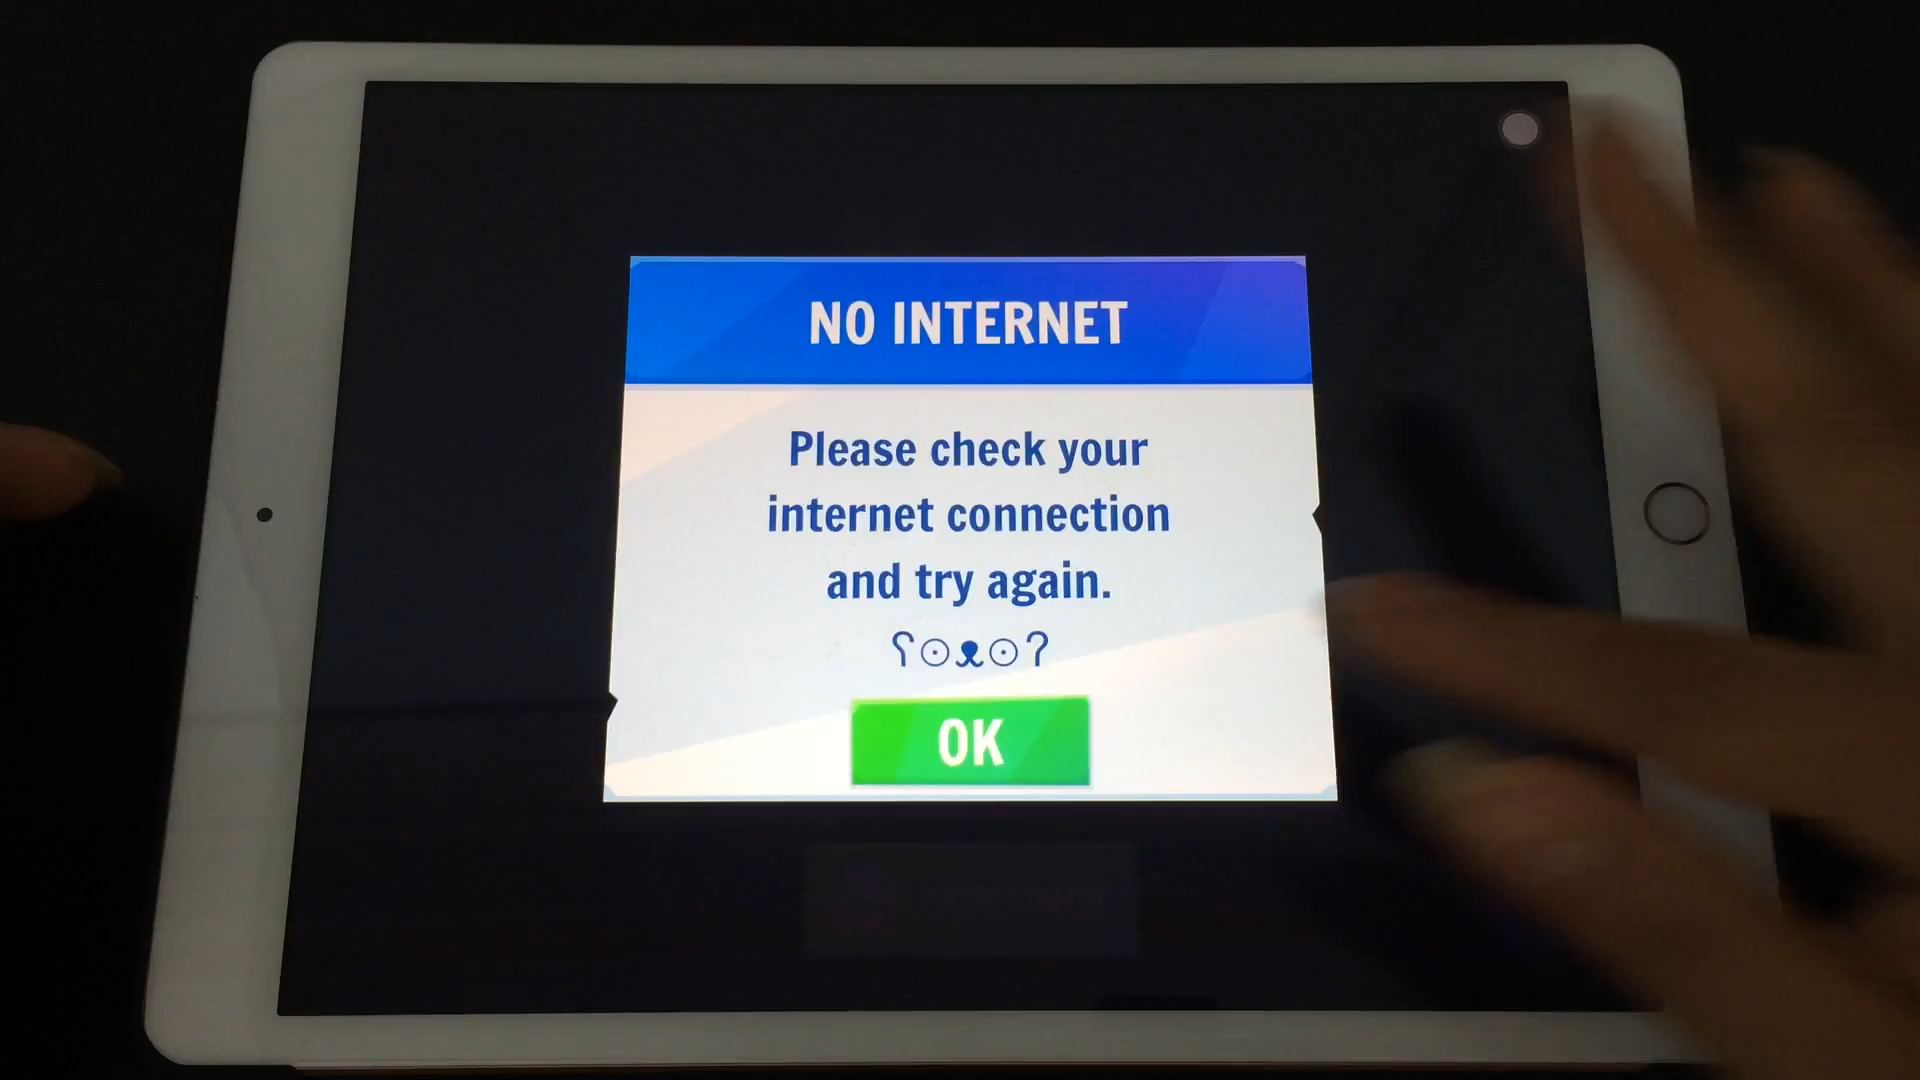 NO INTERNET
Please check your
internet connection
and try again.
ʕ⊙ᴥ⊙ʔ
OK